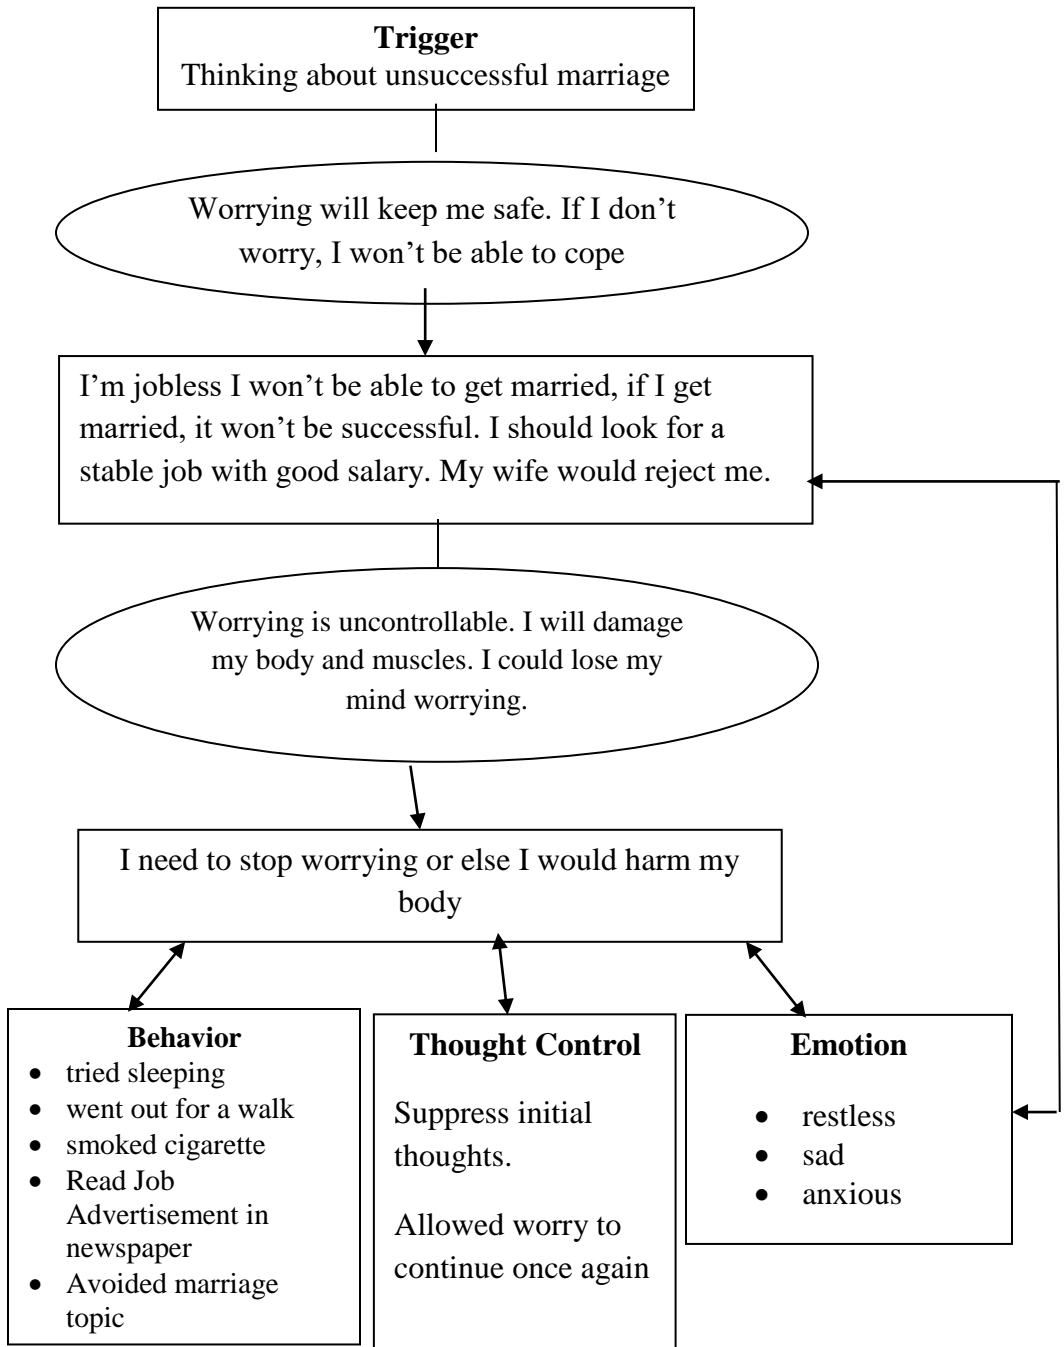 Trigger
Thinking about unsuccessful marriage
Worrying will keep me safe. If I don’t
worry, I won’t be able to cope
I’m jobless I won’t be able to get married, if I get
married, it won’t be successful. I should look for a
stable job with good salary. My wife would reject me.
Worrying is uncontrollable. I will damage
my body and muscles. I could lose my
mind worrying.
I need to stop worrying or else I would harm my
body
Behavior
• tried sleeping
• went out for a walk
• smoked cigarette
• Read Job
Advertisement in
newspaper
• Avoided marriage
topic
Thought Control
Suppress initial
thoughts.
Allowed worry to
continue once again
Emotion
• restless
• sad
• anxious